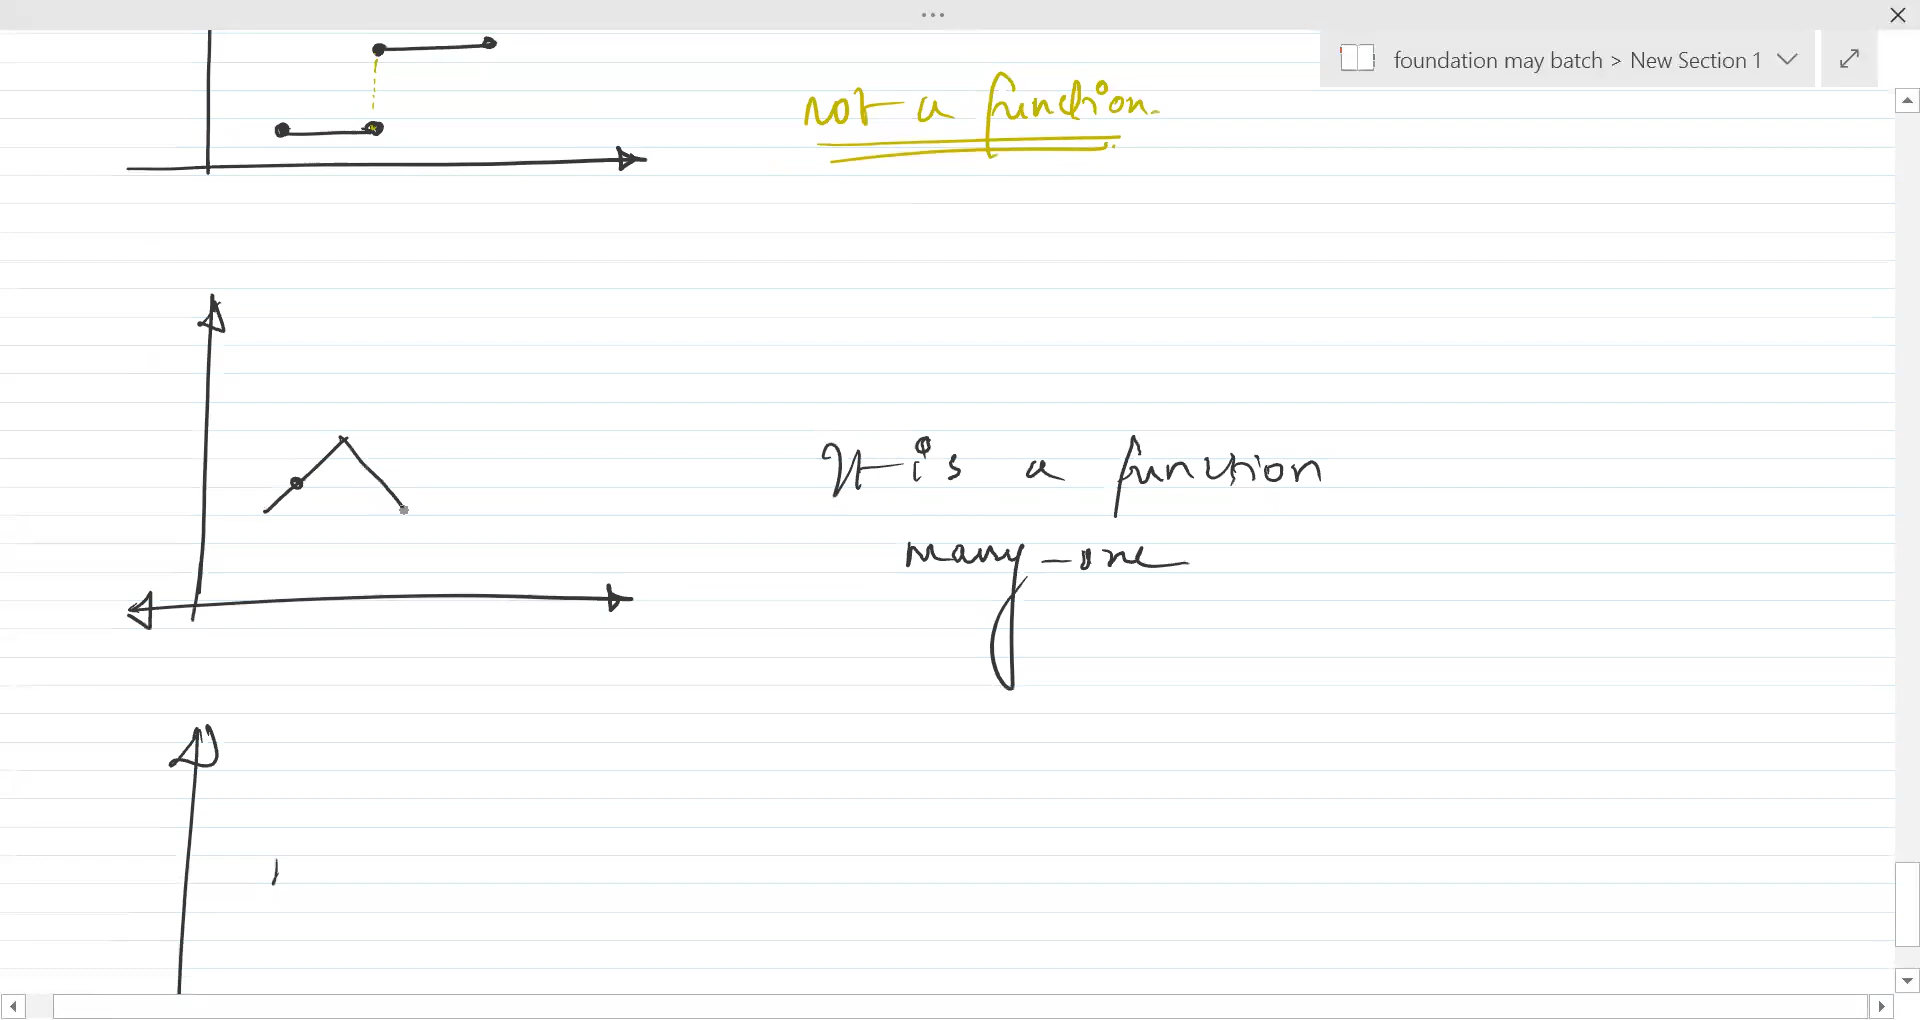 foundation may batch > New Section 1
not a function.
It is a function
many-one